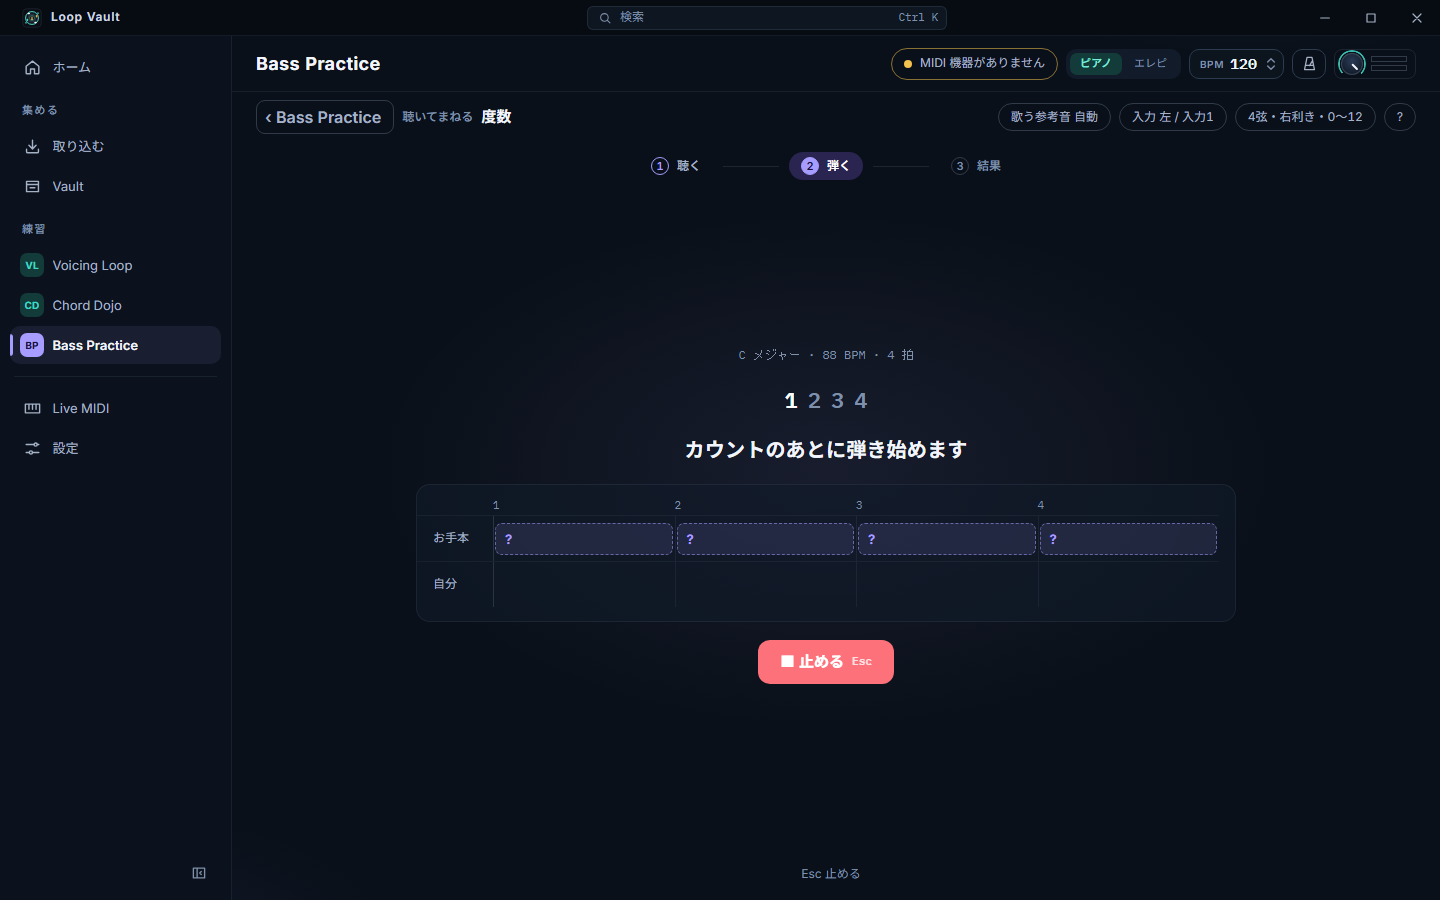 Loop Vault
検索
Ctrl K
ホーム
集める
取り込む
Vault
練習
VL Voicing Loop
CD Chord Dojo
BP Bass Practice
Live MIDI
設定
Bass Practice
MIDI 機器がありません
ピアノ エレピ
BPM 120
‹ Bass Practice 聴いてまねる 度数
歌う参考音 自動
入力 左 / 入力1
4弦・右利き・0〜12
?
1 聴く
2 弾く
3 結果
C メジャー · 88 BPM · 4 拍
1 2 3 4
カウントのあとに弾き始めます
1 2 3 4
お手本 ? ? ? ?
自分
止める Esc
Esc 止める